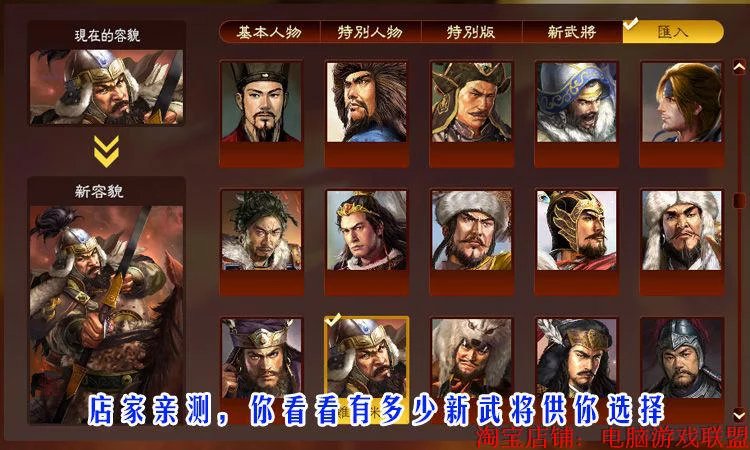 現在的容貌
基本人物
特別人物
特別版
新武將
匯入
新容貌
店家亲测，你看看有多少新武将供你选择
淘宝店铺：电脑游戏联盟